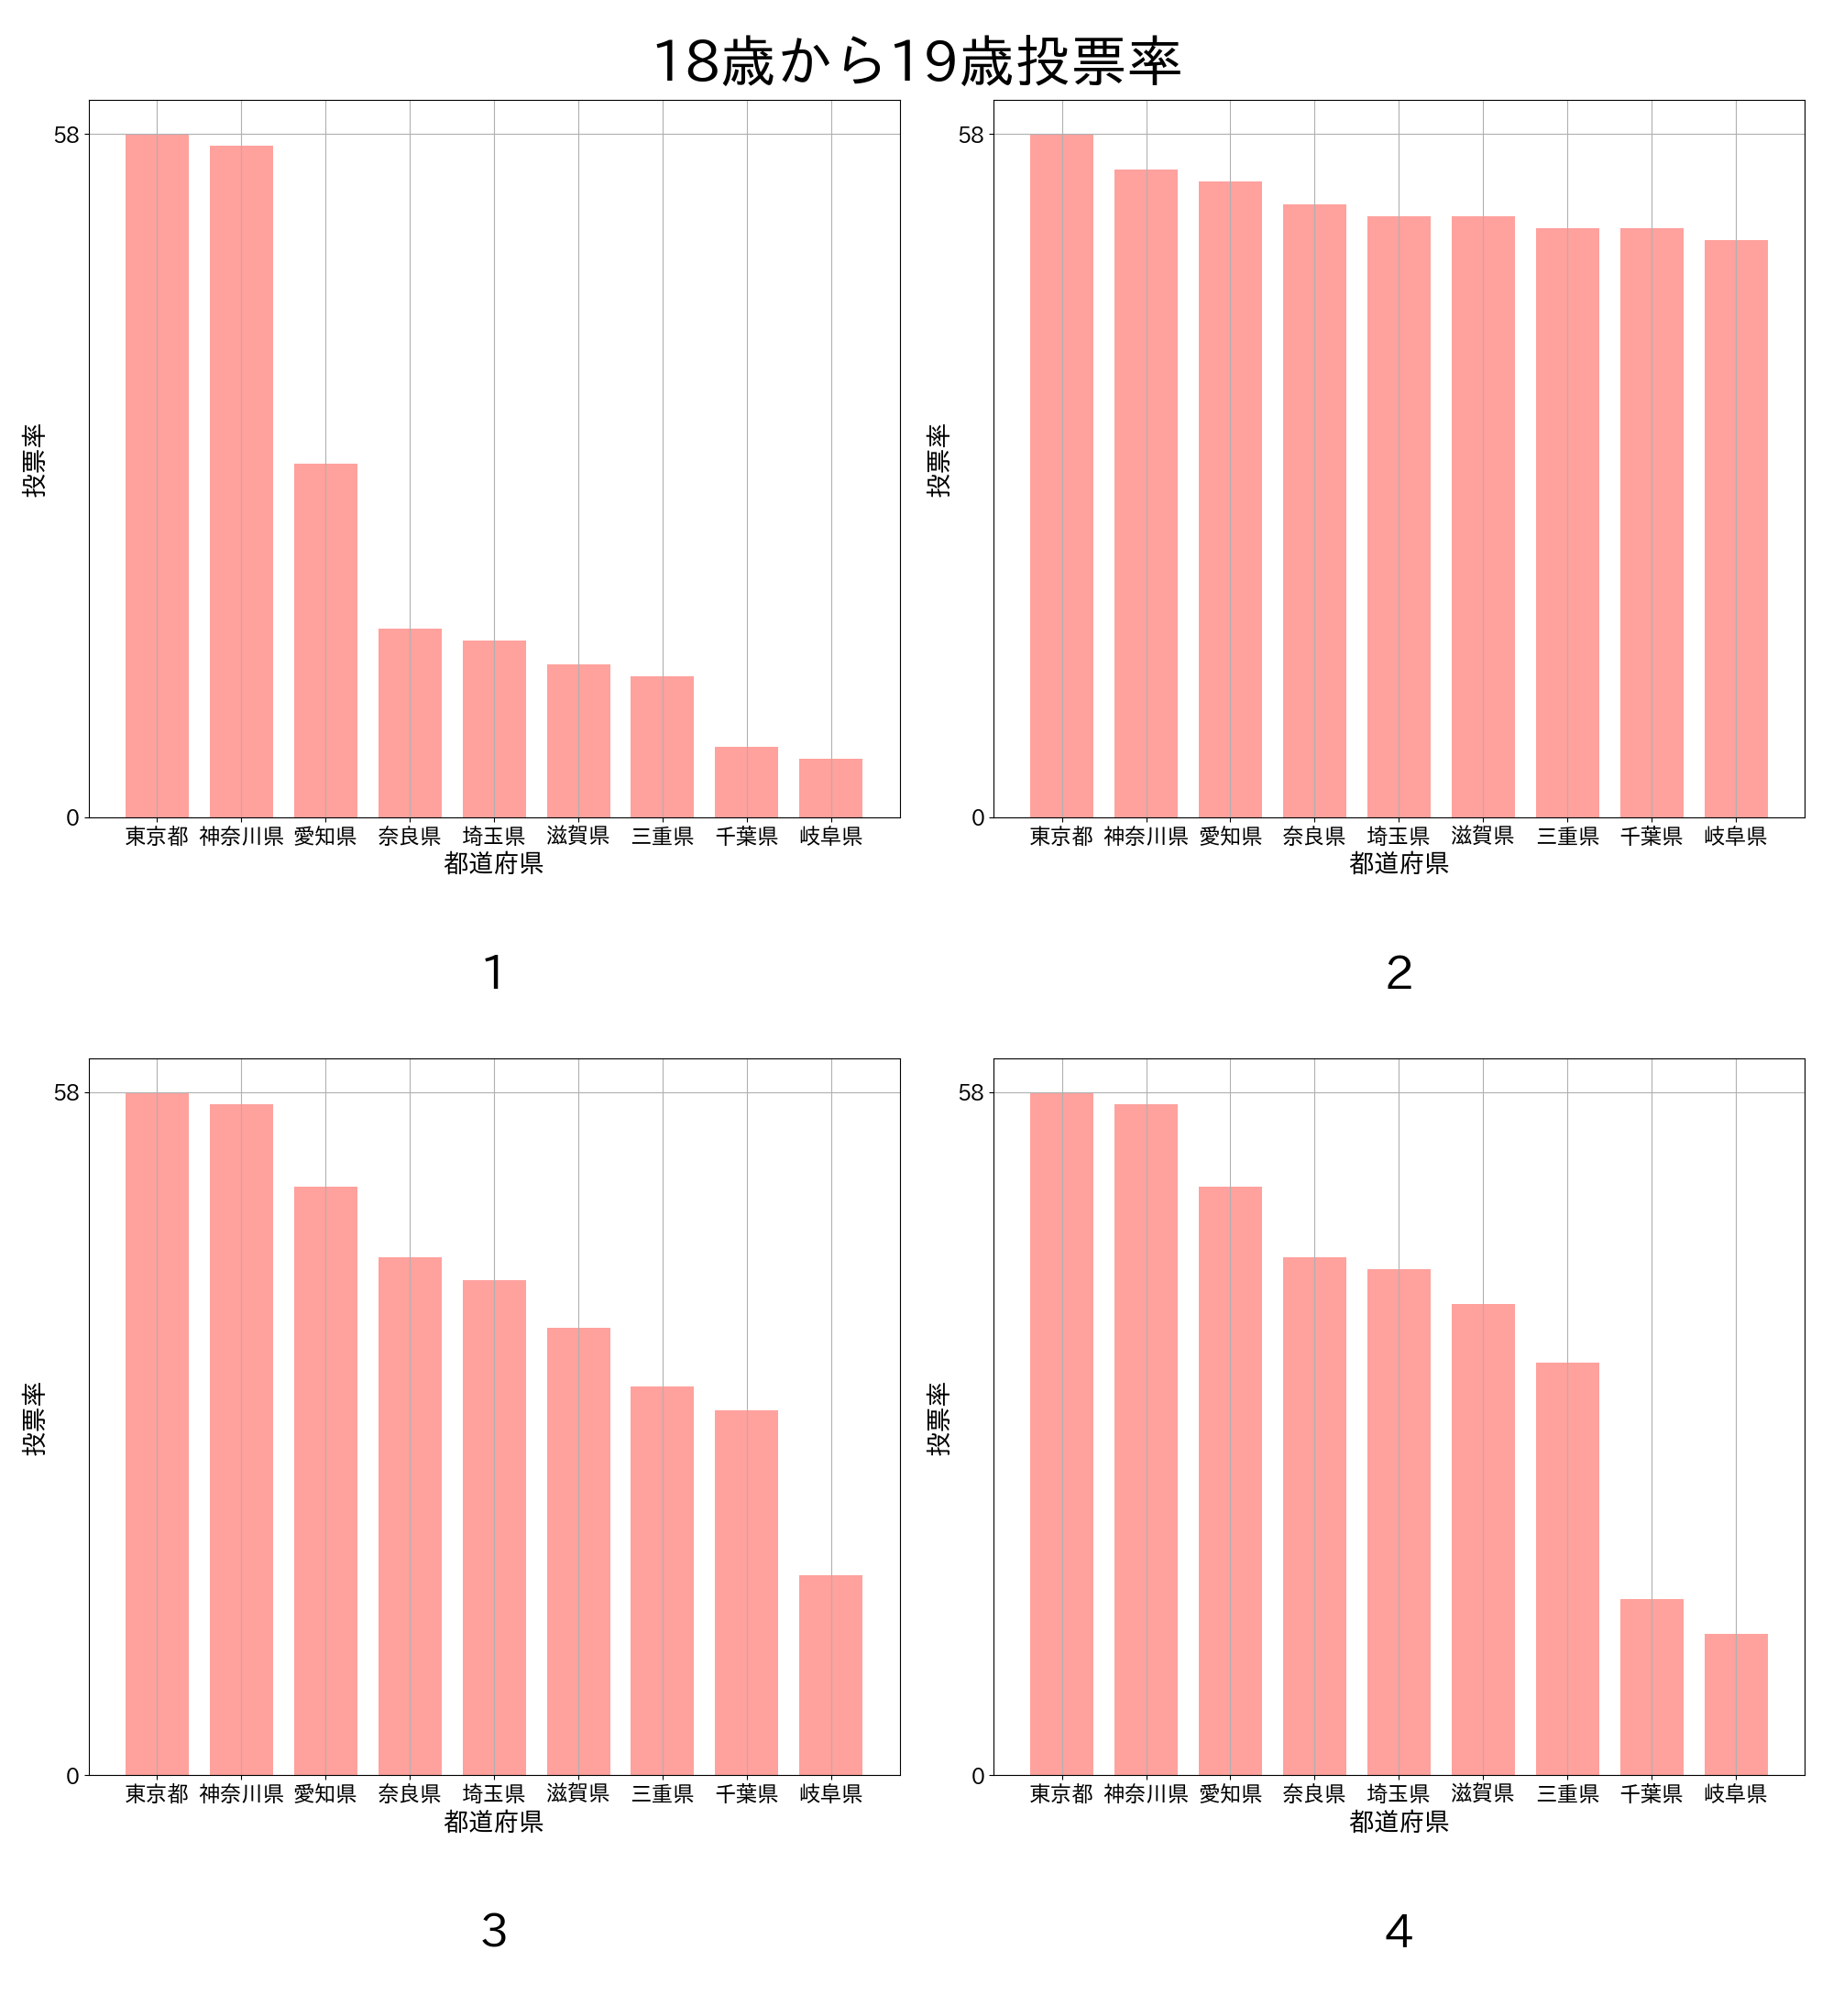 18歳から19歳投票率
58
0
投票率
東京都 神奈川県 愛知県 奈良県 埼玉県 滋賀県 三重県 千葉県 岐阜県
都道府県
1
58
0
投票率
東京都 神奈川県 愛知県 奈良県 埼玉県 滋賀県 三重県 千葉県 岐阜県
都道府県
2
58
0
投票率
東京都 神奈川県 愛知県 奈良県 埼玉県 滋賀県 三重県 千葉県 岐阜県
都道府県
3
58
0
投票率
東京都 神奈川県 愛知県 奈良県 埼玉県 滋賀県 三重県 千葉県 岐阜県
都道府県
4